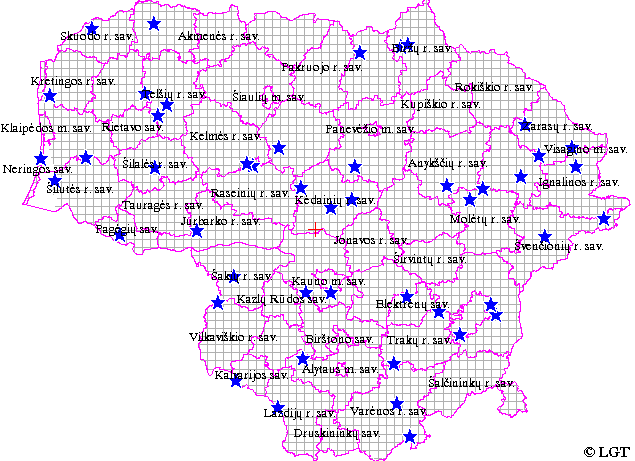 Skuodo r. sav.
Akmenės r. sav.
Biržų r. sav.
Pakruojo r. sav.
Kretingos r. sav.
Telšių r. sav.
Šiaulių m. sav.
Rokiškio r. sav.
Kupiškio r. sav.
Klaipėdos m. sav.
Rietavo sav.
Kelmės r. sav.
Panevėžio m. sav.
Zarasų r. sav.
Visagino m. sav.
Neringos sav.
Šilalės r. sav.
Anykščių r. sav.
Šilutės r. sav.
Raseinių r. sav.
Kėdainių r. sav.
Ignalinos r. sav.
Tauragės r. sav.
Pagėgių sav.
Jurbarko r. sav.
Molėtų r. sav.
Jonavos r. sav.
Švenčionių r. sav.
Širvintų r. sav.
Šakių r. sav.
Kauno m. sav.
Kazlų Rūdos sav.
Elektrėnų sav.
Vilkaviškio r. sav.
Birštono sav.
Trakų r. sav.
Kalvarijos sav.
Alytaus m. sav.
Šalčininkų r. sav.
Lazdijų r. sav.
Varėnos r. sav.
Druskininkų sav.
© LGT